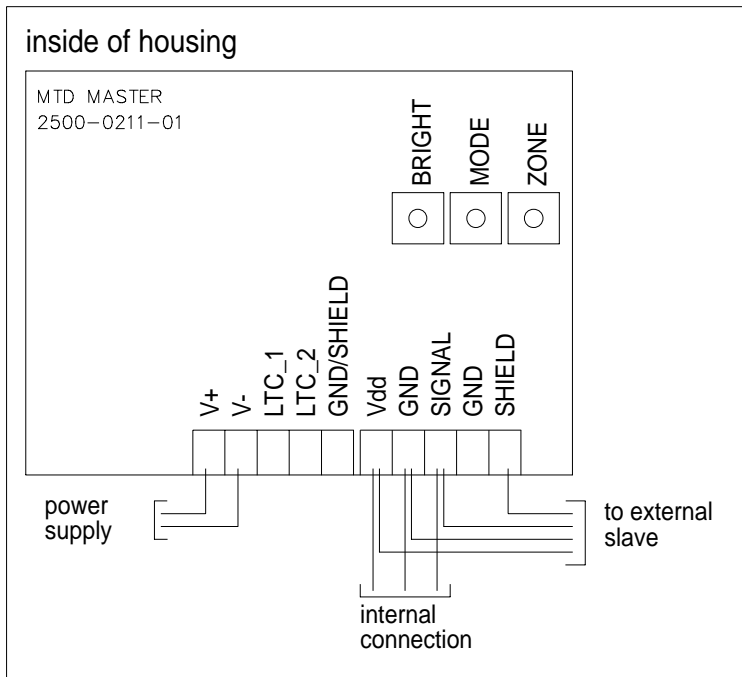 inside of housing
MTD MASTER
2500-0211-01
BRIGHT
MODE
ZONE
V+
V-
LTC_1
LTC_2
GND/SHIELD
Vdd
GND
SIGNAL
GND
SHIELD
power
supply
to external
slave
internal
connection